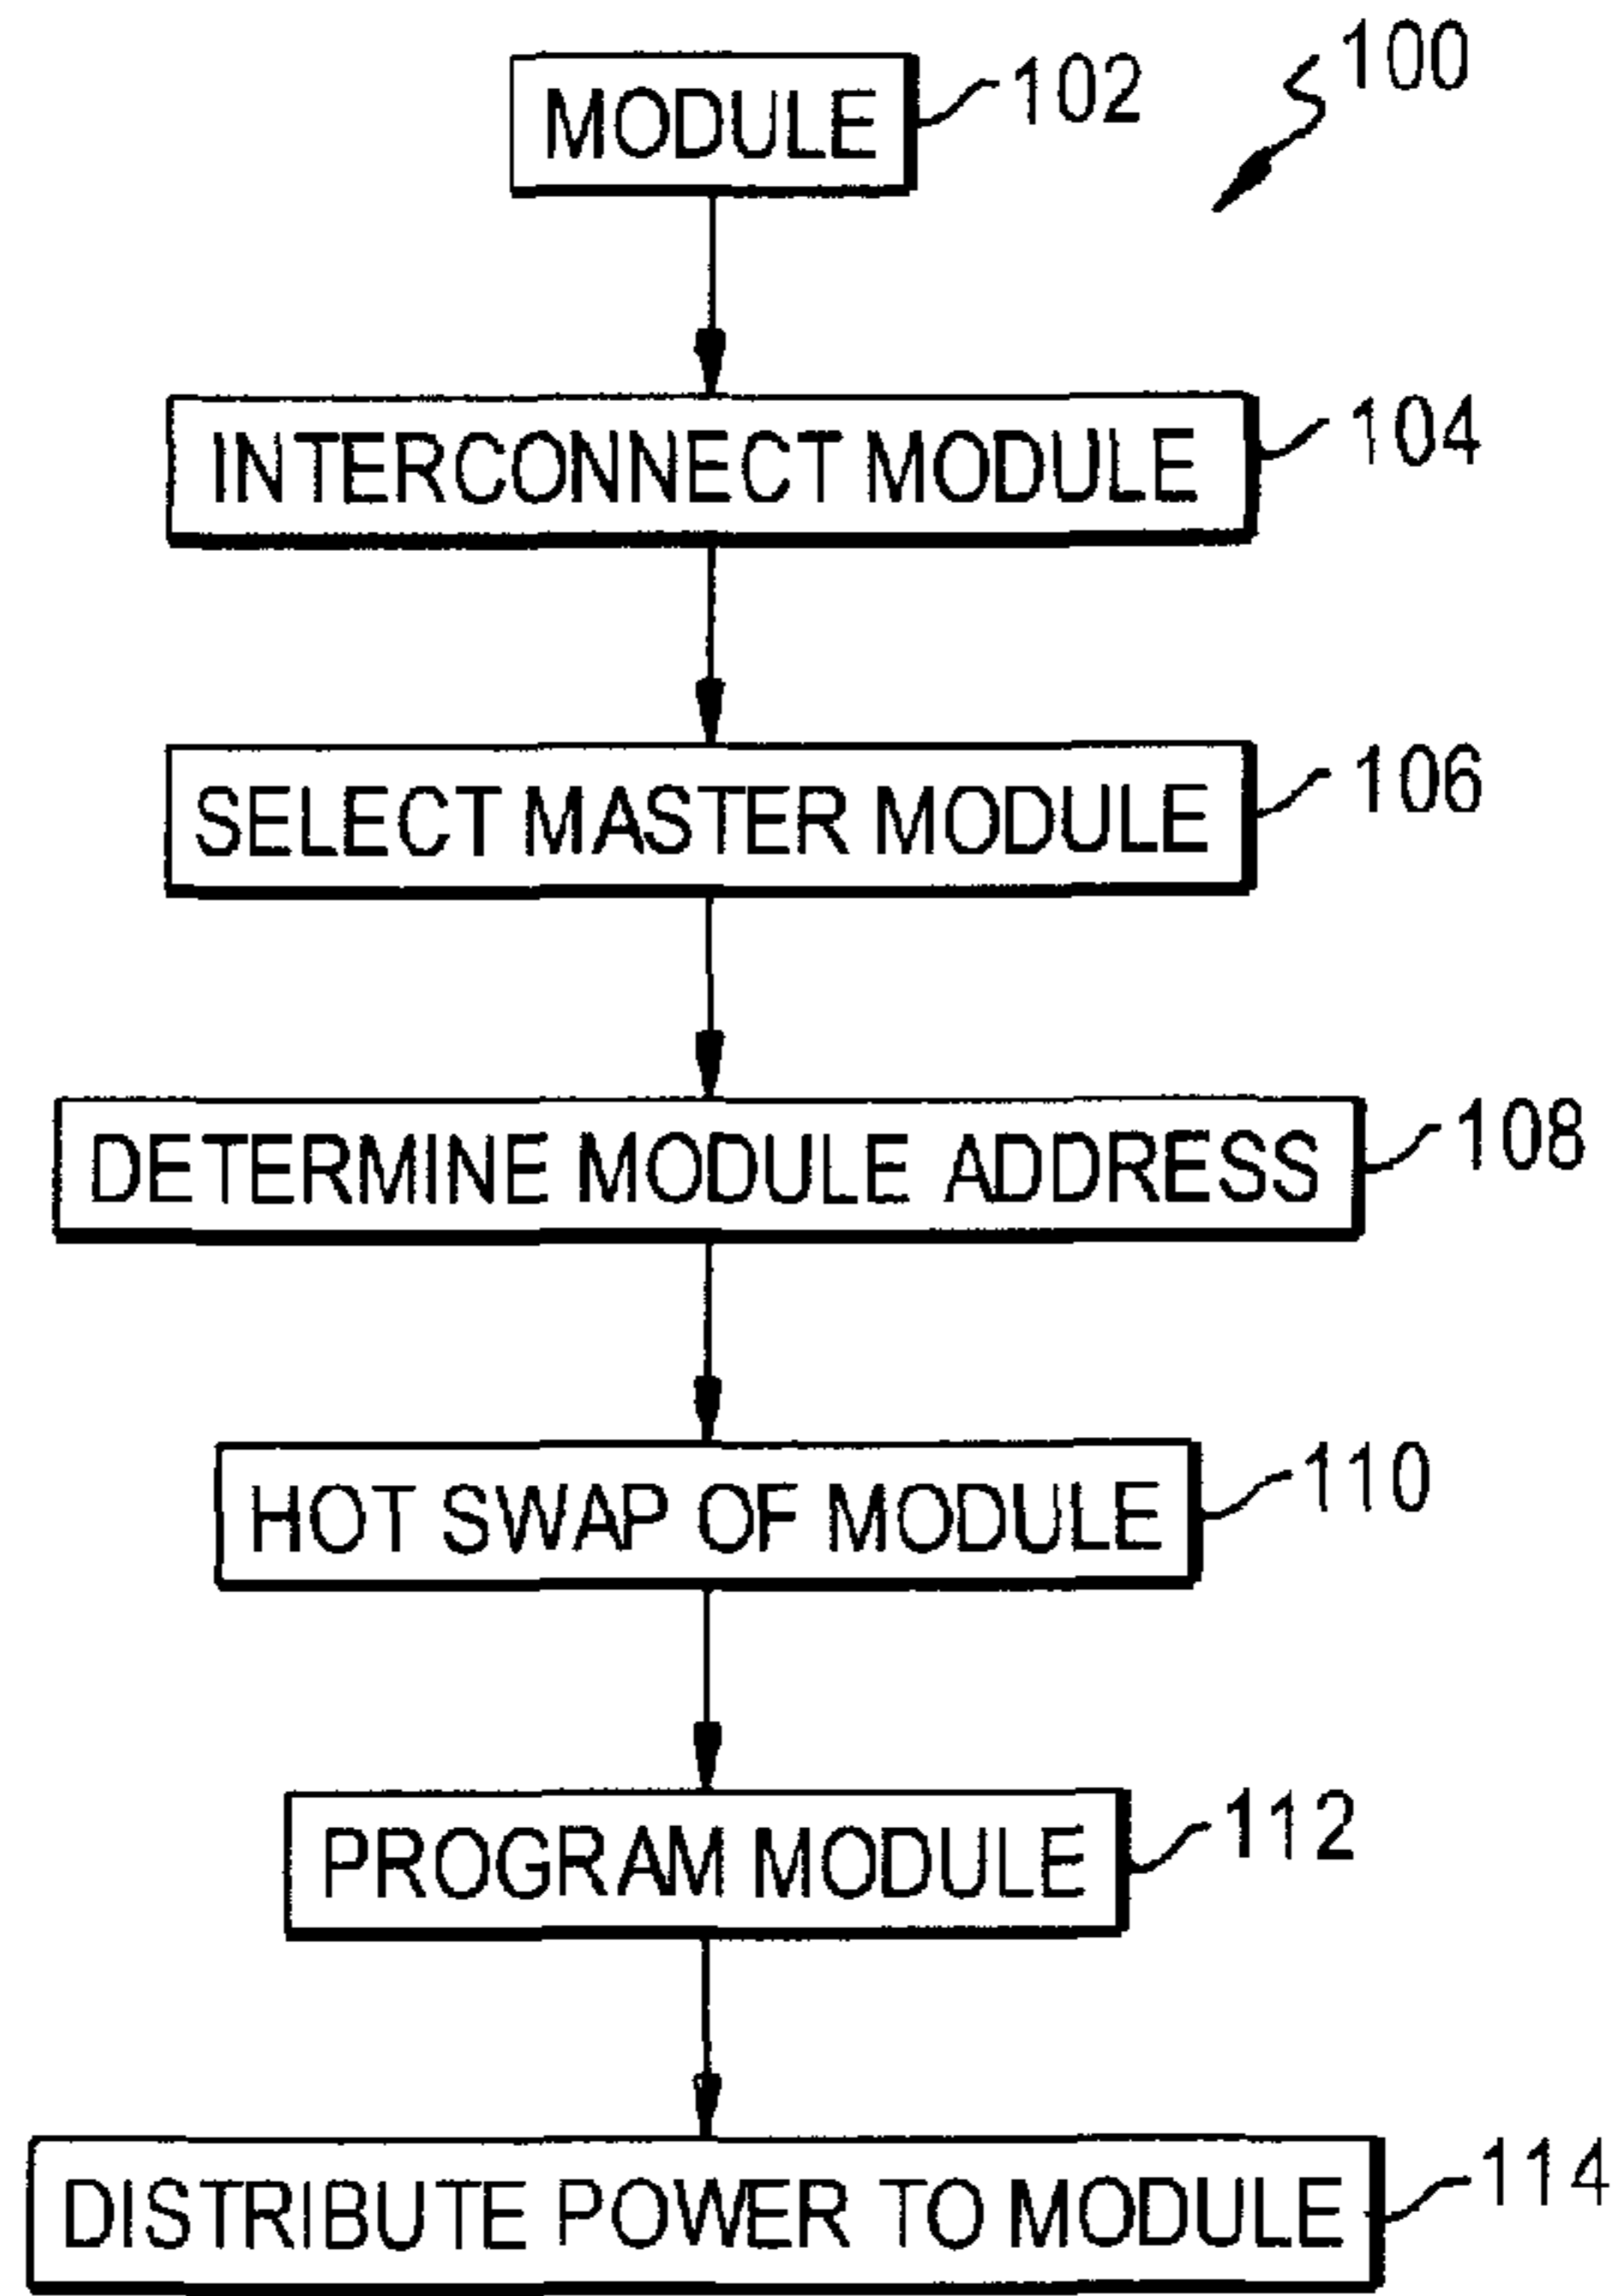 100
MODULE 102
INTERCONNECT MODULE 104
SELECT MASTER MODULE 106
DETERMINE MODULE ADDRESS 108
HOT SWAP OF MODULE 110
PROGRAM MODULE 112
DISTRIBUTE POWER TO MODULE 114